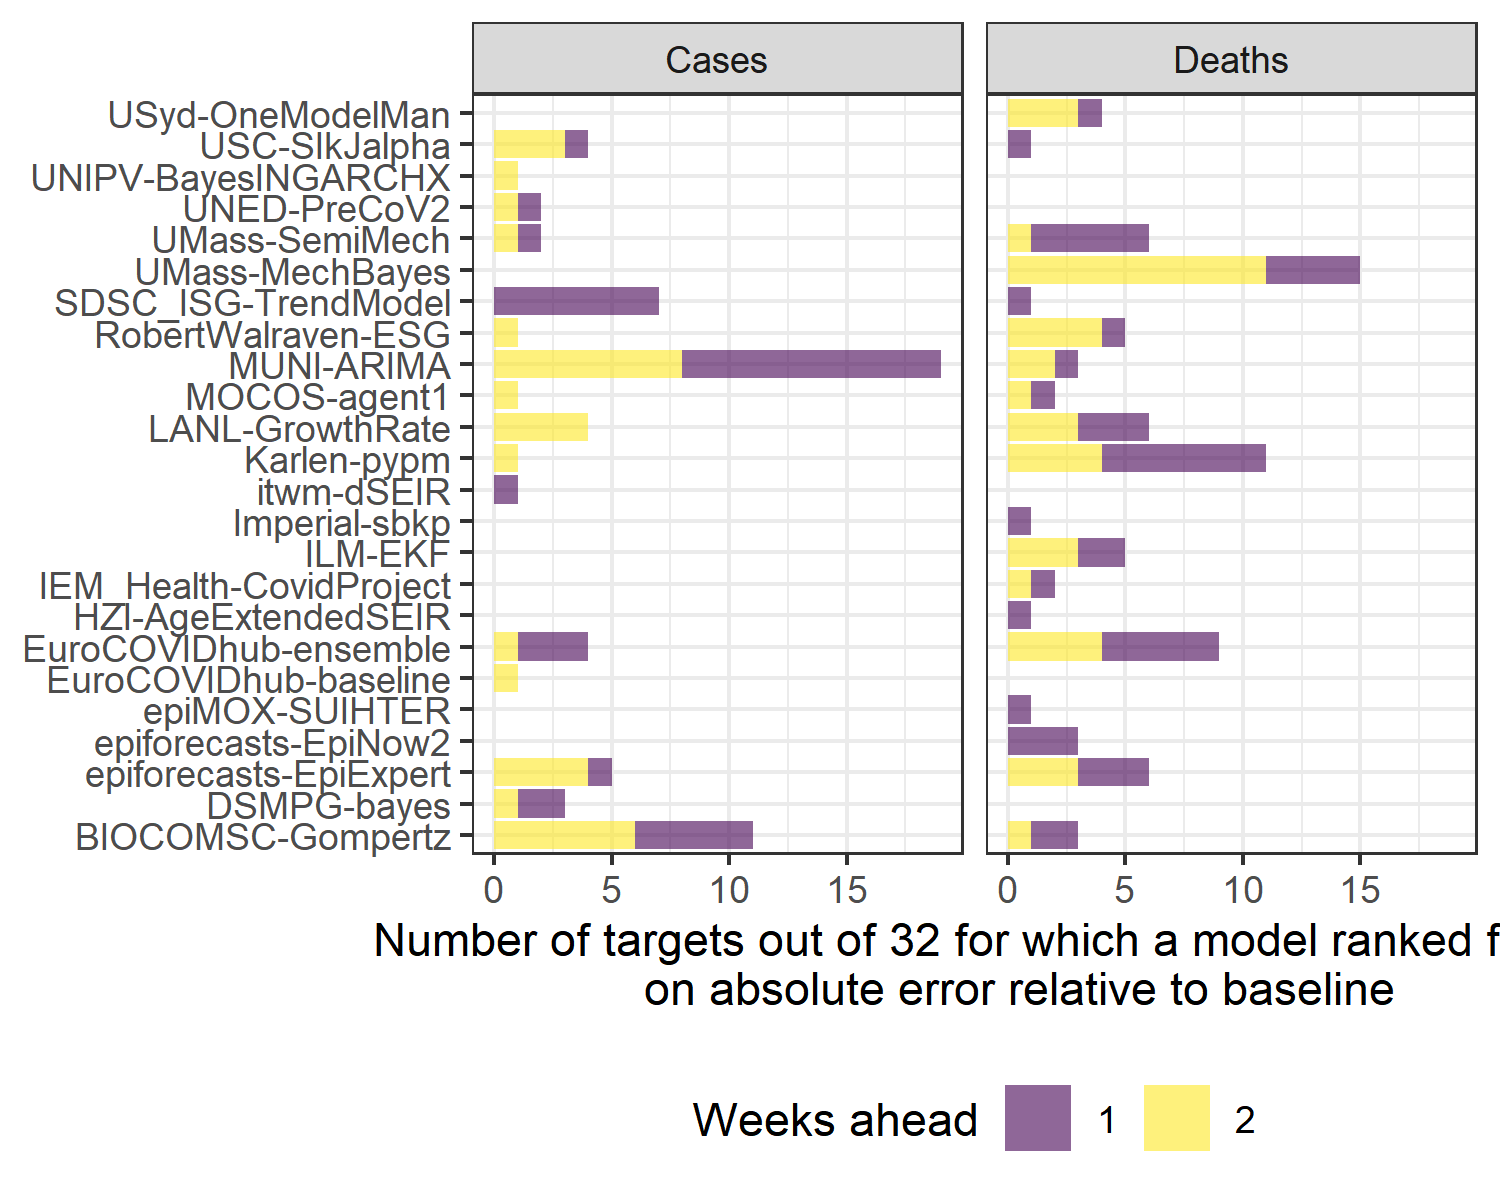 Cases
Deaths
USyd-OneModelMan
USC-SIkJalpha
UNIPV-BayesINGARCHX
UNED-PreCoV2
UMass-SemiMech
UMass-MechBayes
SDSC_ISG-TrendModel
RobertWalraven-ESG
MUNI-ARIMA
MOCOS-agent1
LANL-GrowthRate
Karlen-pypm
itwm-dSEIR
Imperial-sbkp
ILM-EKF
IEM_Health-CovidProject
HZI-AgeExtendedSEIR
EuroCOVIDhub-ensemble
EuroCOVIDhub-baseline
epiMOX-SUIHTER
epiforecasts-EpiNow2
epiforecasts-EpiExpert
DSMPG-bayes
BIOCOMSC-Gompertz
0 5 10 15
0 5 10 15
Number of targets out of 32 for which a model ranked f
on absolute error relative to baseline
Weeks ahead 1 2